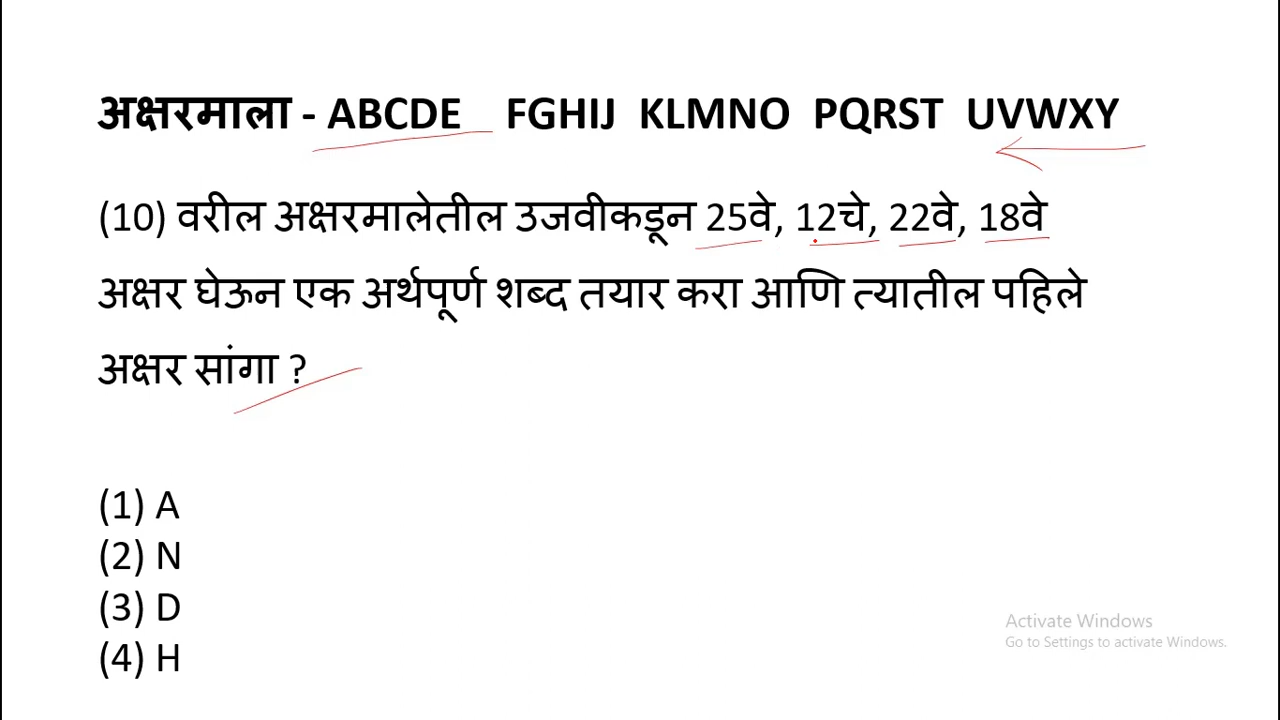 अक्षरमाला - ABCDE FGHIJ KLMNO PQRST UVWXY
(10) वरील अक्षरमालेतील उजवीकडून 25वे, 12चे, 22वे, 18वे
अक्षर घेऊन एक अर्थपूर्ण शब्द तयार करा आणि त्यातील पहिले
अक्षर सांगा ?
(1) A
(2) N
(3) D
(4) H
Activate Windows
Go to Settings to activate Windows.